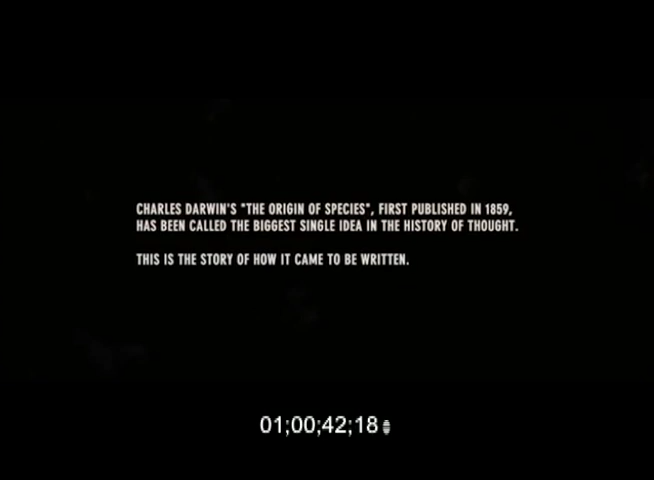 CHARLES DARWIN'S "THE ORIGIN OF SPECIES", FIRST PUBLISHED IN 1859,
HAS BEEN CALLED THE BIGGEST SINGLE IDEA IN THE HISTORY OF THOUGHT.
THIS IS THE STORY OF HOW IT CAME TO BE WRITTEN.
01;00;42;18